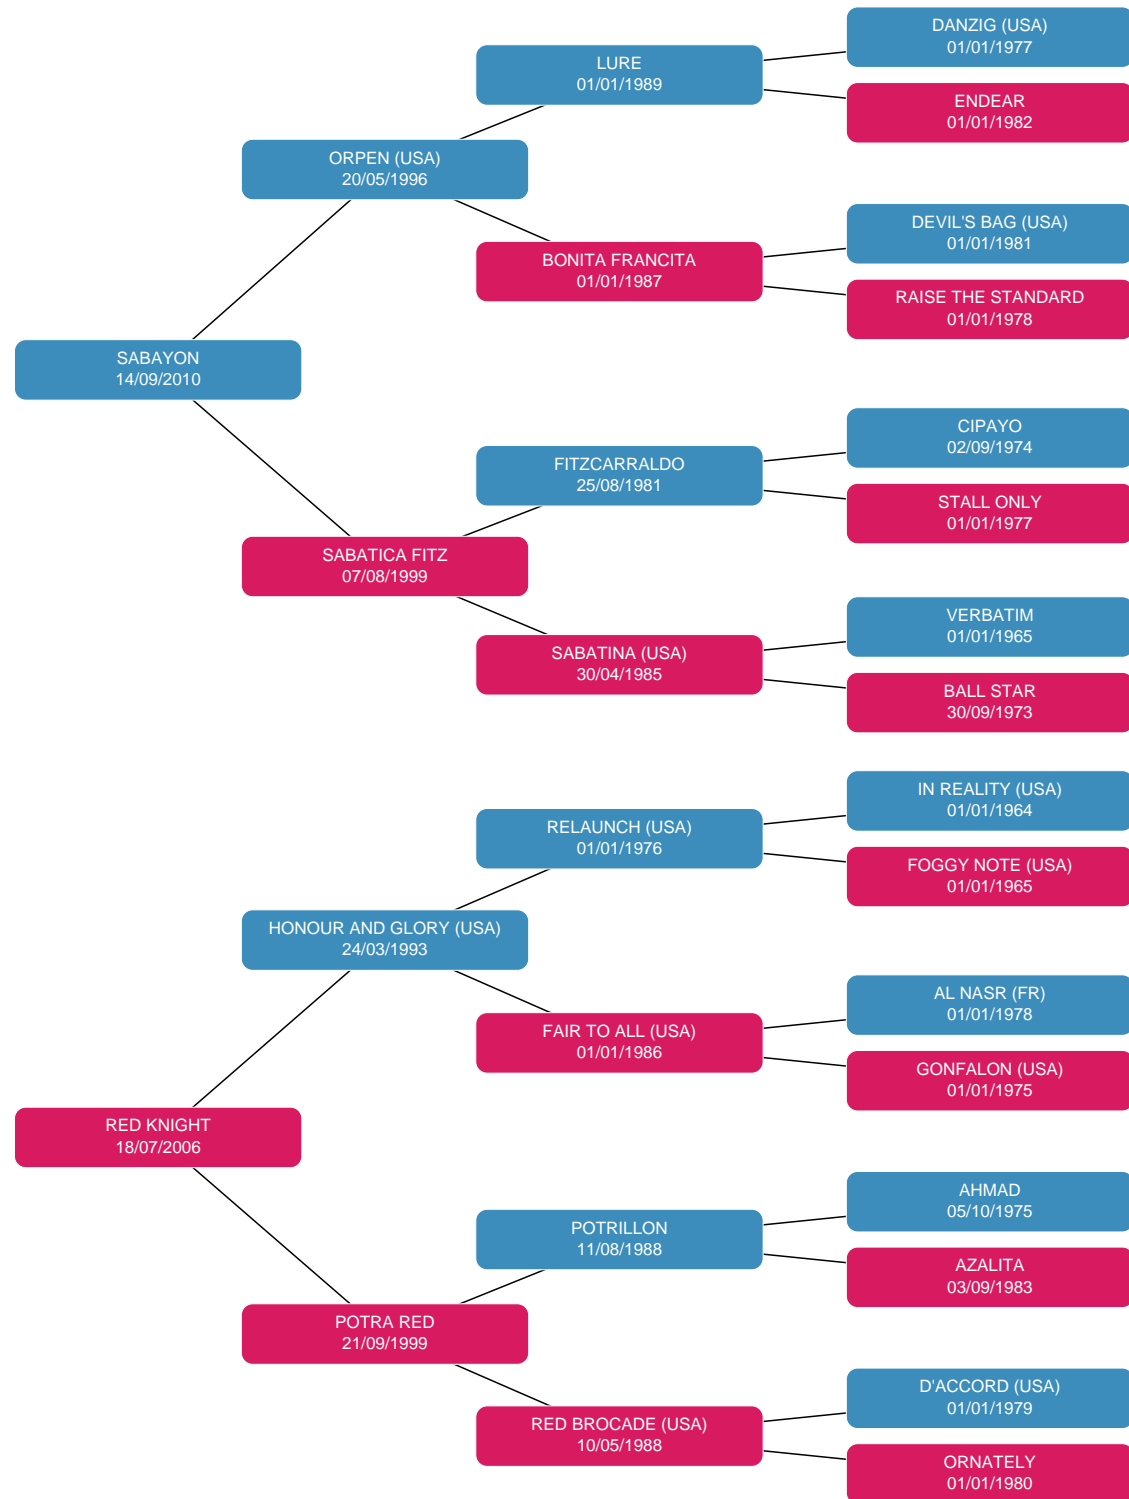 DANZIG (USA)
01/01/1977
LURE
01/01/1989
ENDEAR
01/01/1982
ORPEN (USA)
20/05/1996
DEVIL'S BAG (USA)
01/01/1981
BONITA FRANCITA
01/01/1987
RAISE THE STANDARD
01/01/1978
SABAYON
14/09/2010
CIPAYO
02/09/1974
FITZCARRALDO
25/08/1981
STALL ONLY
01/01/1977
SABATICA FITZ
07/08/1999
VERBATIM
01/01/1965
SABATINA (USA)
30/04/1985
BALL STAR
30/09/1973
IN REALITY (USA)
01/01/1964
RELAUNCH (USA)
01/01/1976
FOGGY NOTE (USA)
01/01/1965
HONOUR AND GLORY (USA)
24/03/1993
AL NASR (FR)
01/01/1978
FAIR TO ALL (USA)
01/01/1986
GONFALON (USA)
01/01/1975
RED KNIGHT
18/07/2006
AHMAD
05/10/1975
POTRILLON
11/08/1988
AZALITA
03/09/1983
POTRA RED
21/09/1999
D'ACCORD (USA)
01/01/1979
RED BROCADE (USA)
10/05/1988
ORNATELY
01/01/1980